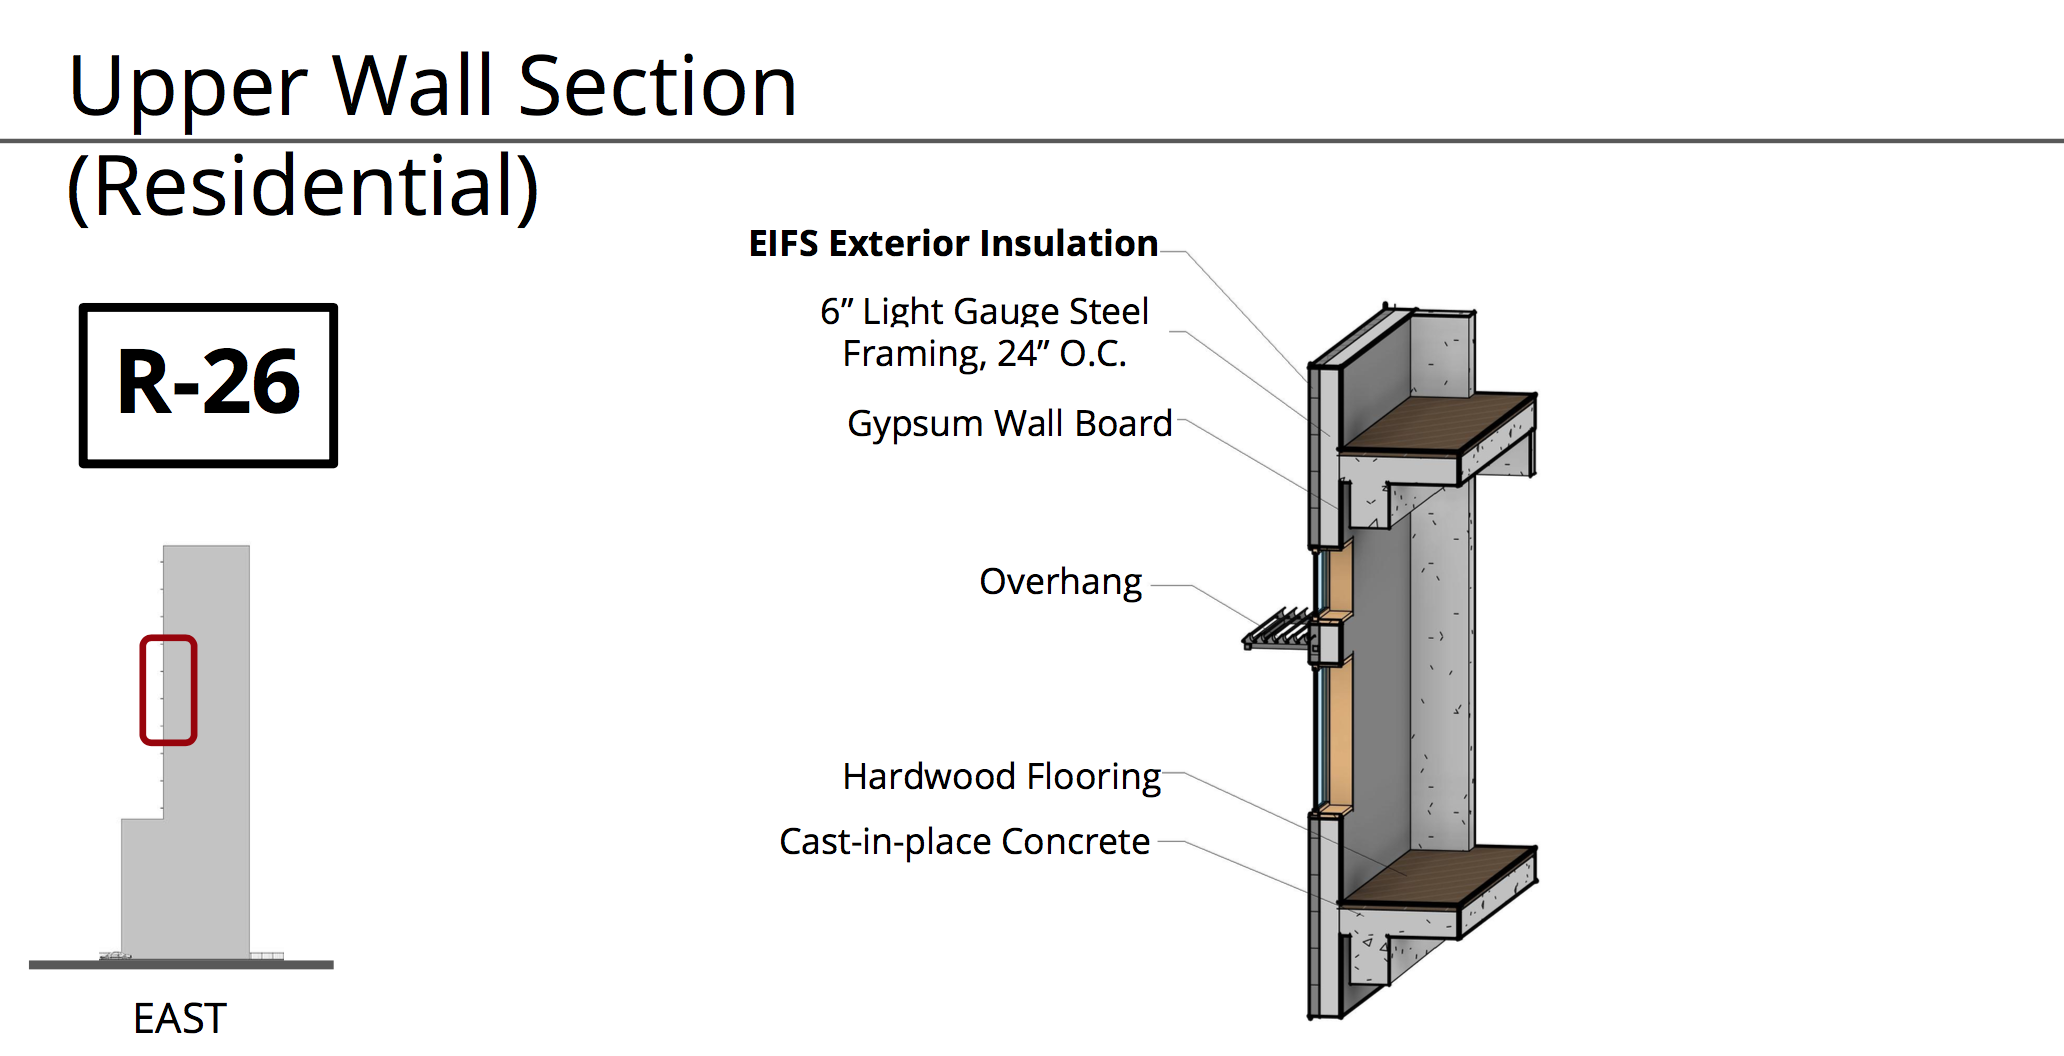 Upper Wall Section
(Residential)
EIFS Exterior Insulation
6” Light Gauge Steel
Framing, 24” O.C.
R-26
Gypsum Wall Board
Overhang
Hardwood Flooring
Cast-in-place Concrete
EAST